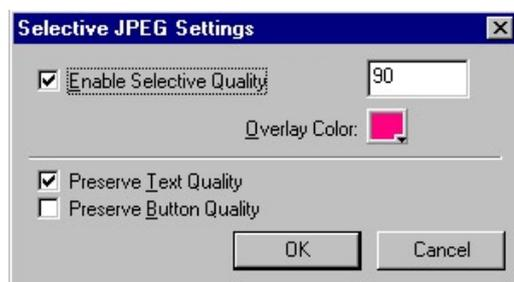 Selective JPEG Settings
Enable Selective Quality 90
Overlay Color:
Preserve Text Quality
Preserve Button Quality
OK Cancel